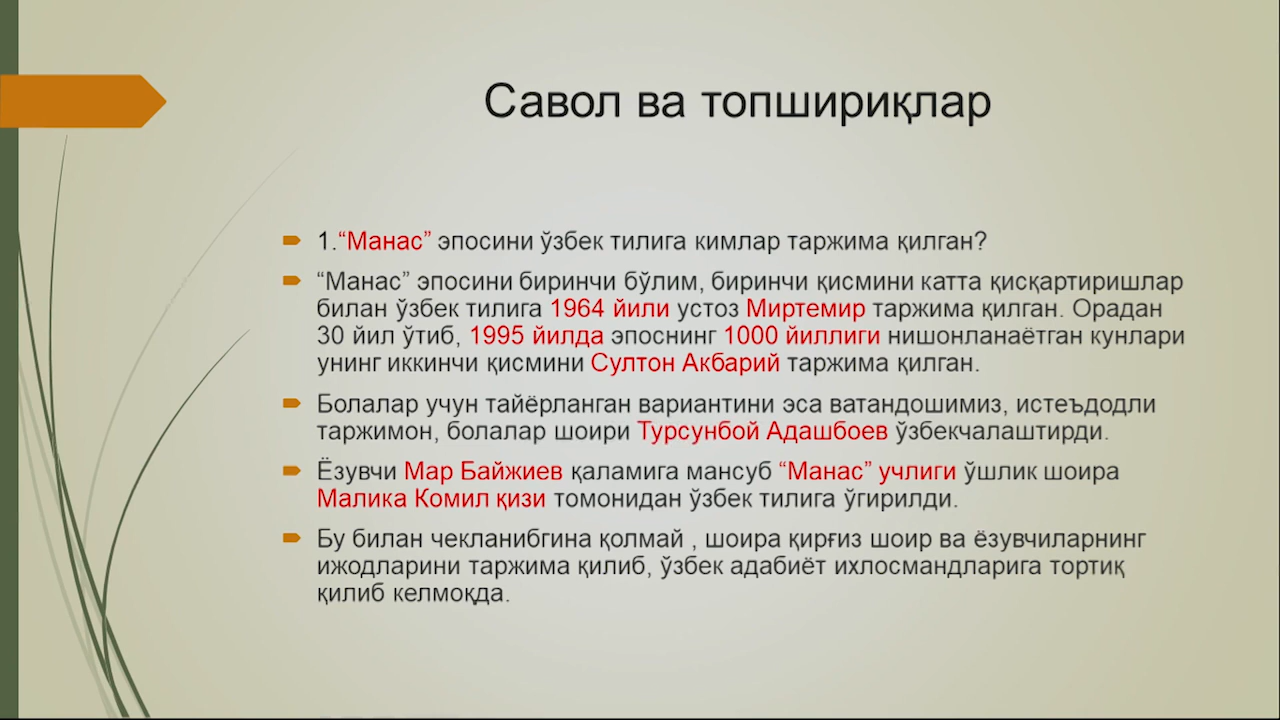 Савол ва топшириқлар
1.“Манас” эпосини ўзбек тилига кимлар таржима қилган?
“Манас” эпосини биринчи бўлим, биринчи қисмини катта қисқартиришлар
билан ўзбек тилига 1964 йили устоз Миртемир таржима қилган. Орадан
30 йил ўтиб, 1995 йилда эпоснинг 1000 йиллиги нишонланаётган кунлари
унинг иккинчи қисмини Султон Акбарий таржима қилган.
Болалар учун тайёрланган вариантини эса ватандошимиз, истеъдодли
таржимон, болалар шоири Турсунбой Адашбоев ўзбекчалаштирди.
Ёзувчи Мар Байжиев қаламига мансуб “Манас” учлиги ўшлик шоира
Малика Комил қизи томонидан ўзбек тилига ўгирилди.
Бу билан чекланибгина қолмай , шоира қирғиз шоир ва ёзувчиларнинг
ижодларини таржима қилиб, ўзбек адабиёт ихлосмандларига тортиқ
қилиб келмоқда.